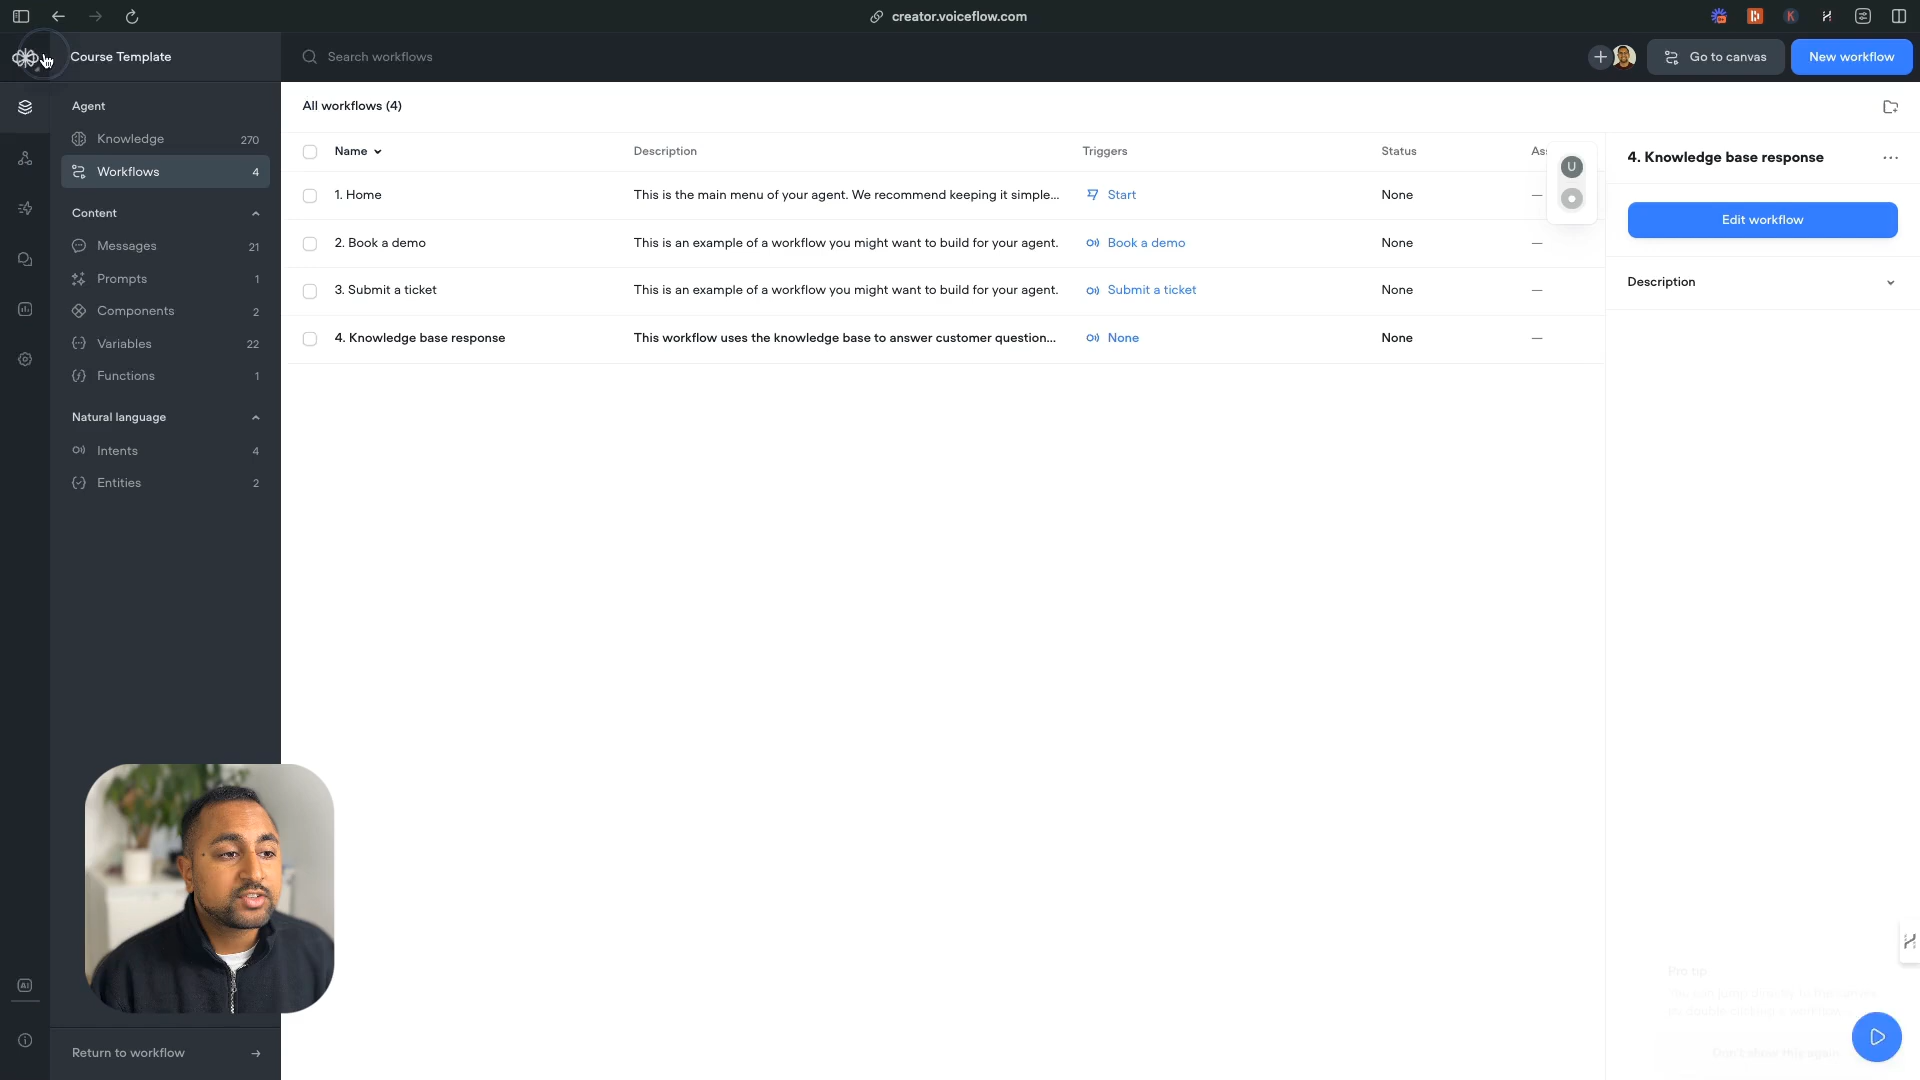 creator.voiceflow.com
Course Template
Search workflows
Go to canvas
New workflow
Agent
Knowledge 270
Workflows 4
Content
Messages 21
Prompts 1
Components 2
Variables 22
Functions 1
Natural language
Intents 4
Entities 2
Return to workflow
All workflows (4)
Name Description Triggers Status
1. Home This is the main menu of your agent. We recommend keeping it simple... Start None —
2. Book a demo This is an example of a workflow you might want to build for your agent. Book a demo None —
3. Submit a ticket This is an example of a workflow you might want to build for your agent. Submit a ticket None —
4. Knowledge base response This workflow uses the knowledge base to answer customer question... None None —
U
4. Knowledge base response
Edit workflow
Description
Pro tip
AI
K